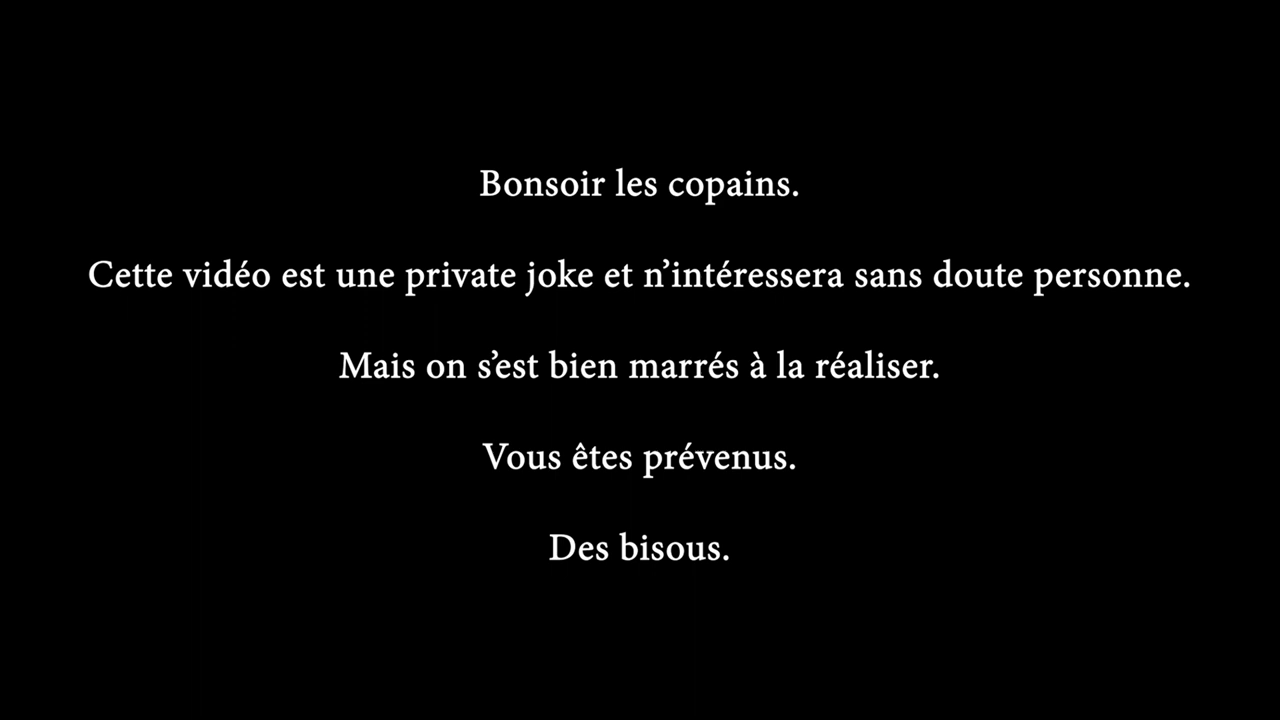 Bonsoir les copains.
Cette vidéo est une private joke et n’intéressera sans doute personne.
Mais on s’est bien marrés à la réaliser.
Vous êtes prévenus.
Des bisous.